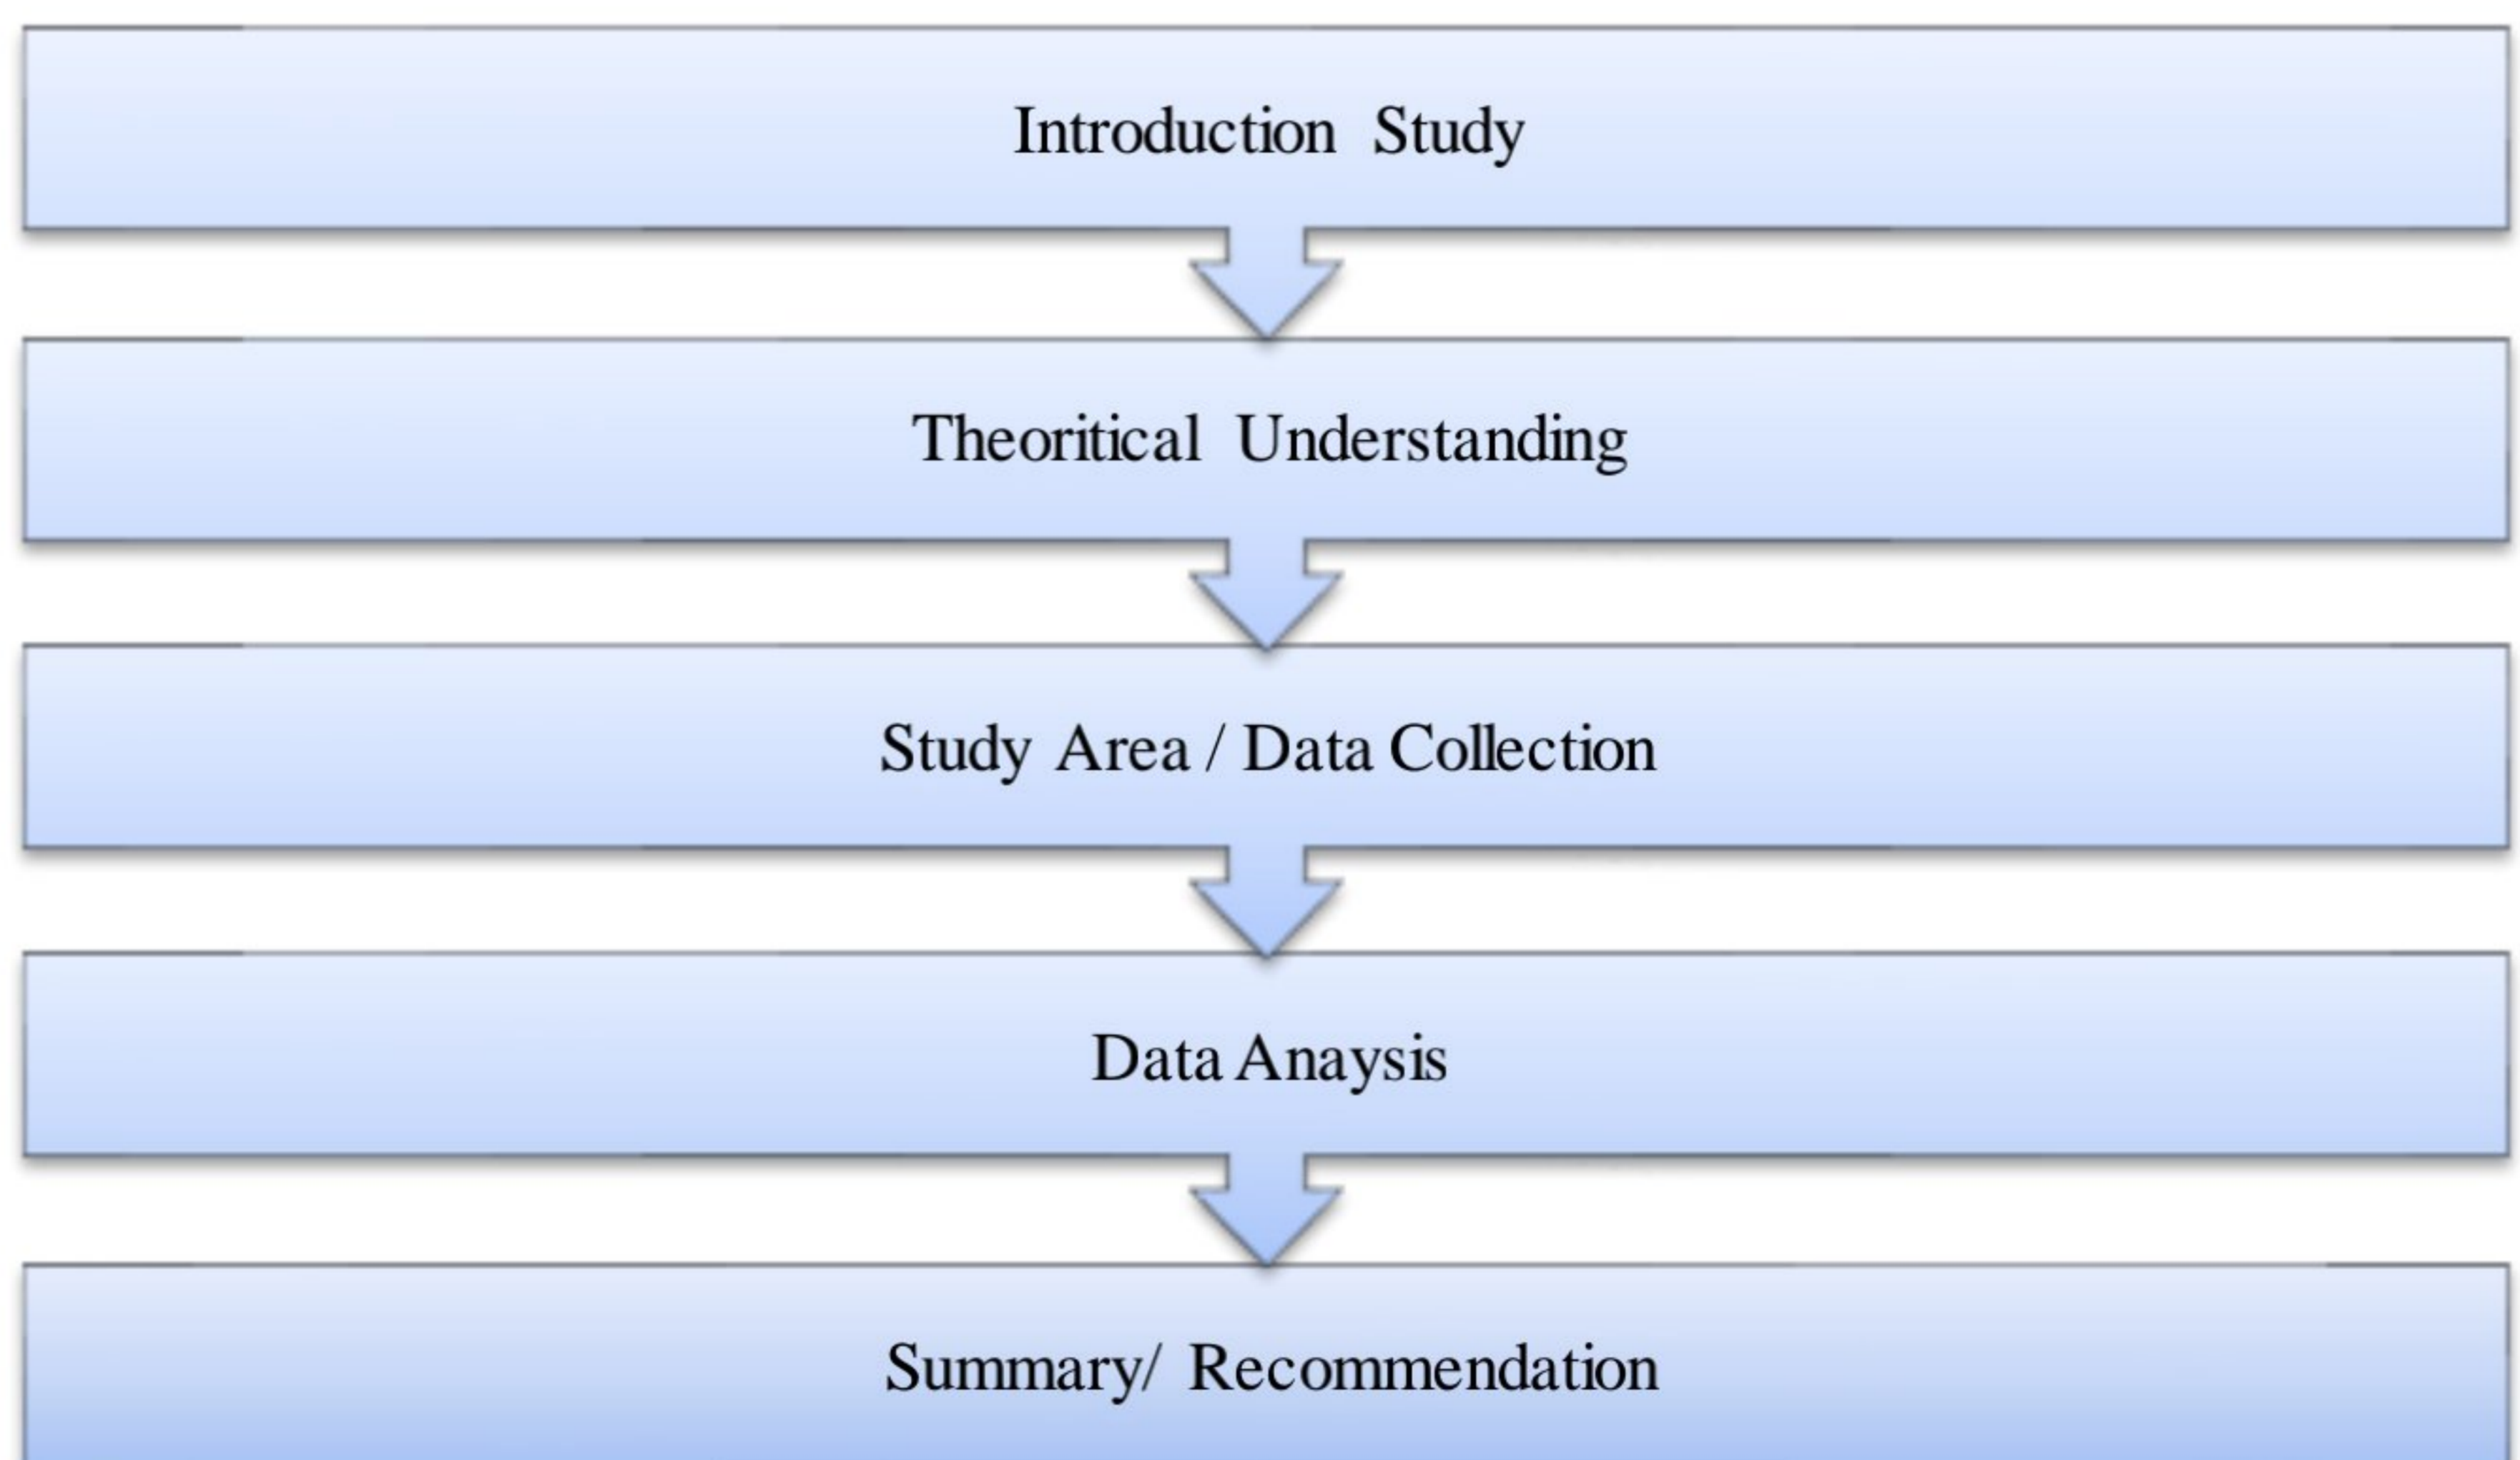 Introduction Study
Theoritical Understanding
Study Area / Data Collection
Data Anaysis
Summary/ Recommendation